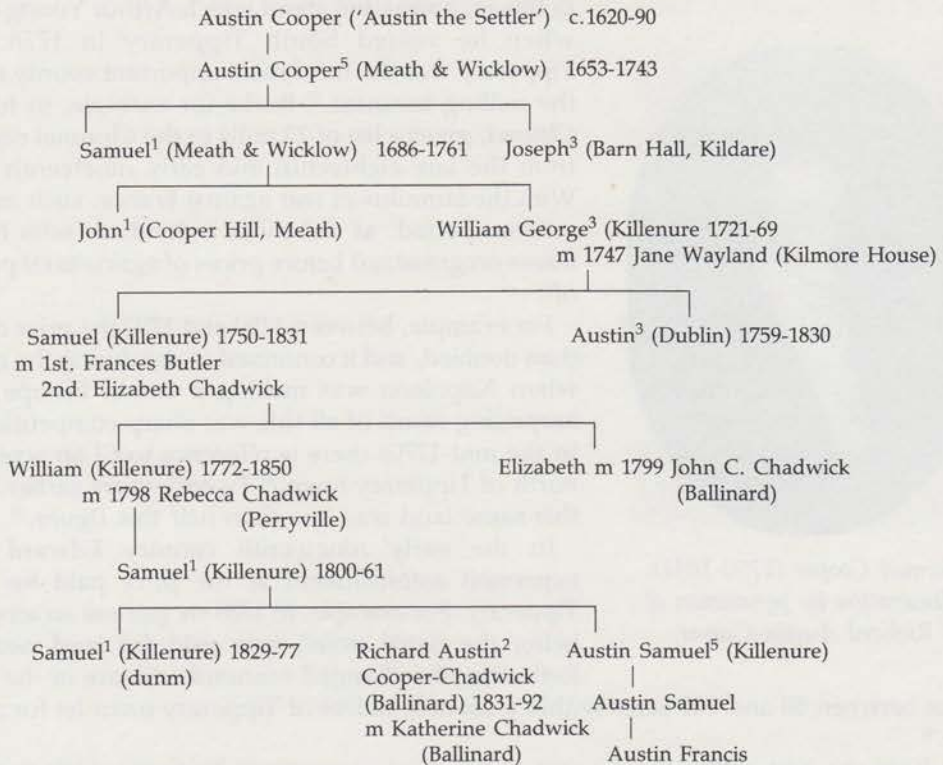 Austin Cooper ('Austin the Settler') c.1620-90
Austin Cooper⁵ (Meath & Wicklow) 1653-1743
Samuel¹ (Meath & Wicklow) 1686-1761 Joseph³ (Barn Hall, Kildare)
John¹ (Cooper Hill, Meath) William George³ (Killenure 1721-69
m 1747 Jane Wayland (Kilmore House)
Samuel (Killenure) 1750-1831 Austin³ (Dublin) 1759-1830
m 1st. Frances Butler
2nd. Elizabeth Chadwick
William (Killenure) 1772-1850 Elizabeth m 1799 John C. Chadwick
m 1798 Rebecca Chadwick (Ballinard)
(Perryville)
Samuel¹ (Killenure) 1800-61
Samuel¹ (Killenure) 1829-77 Richard Austin² Austin Samuel⁵ (Killenure)
(dunm) Cooper-Chadwick
(Ballinard) 1831-92 Austin Samuel
m Katherine Chadwick
(Ballinard) Austin Francis